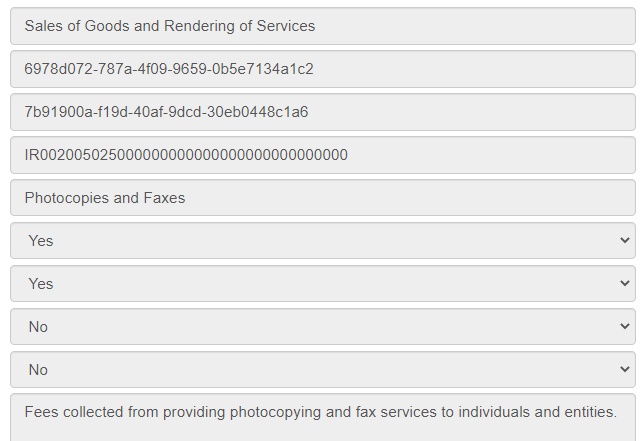 Sales of Goods and Rendering of Services
6978d072-787a-4f09-9659-0b5e7134a1c2
7b91900a-f19d-40af-9dcd-30eb0448c1a6
IR00200502500000000000000000000000000
Photocopies and Faxes
Yes
Yes
No
No
Fees collected from providing photocopying and fax services to individuals and entities.